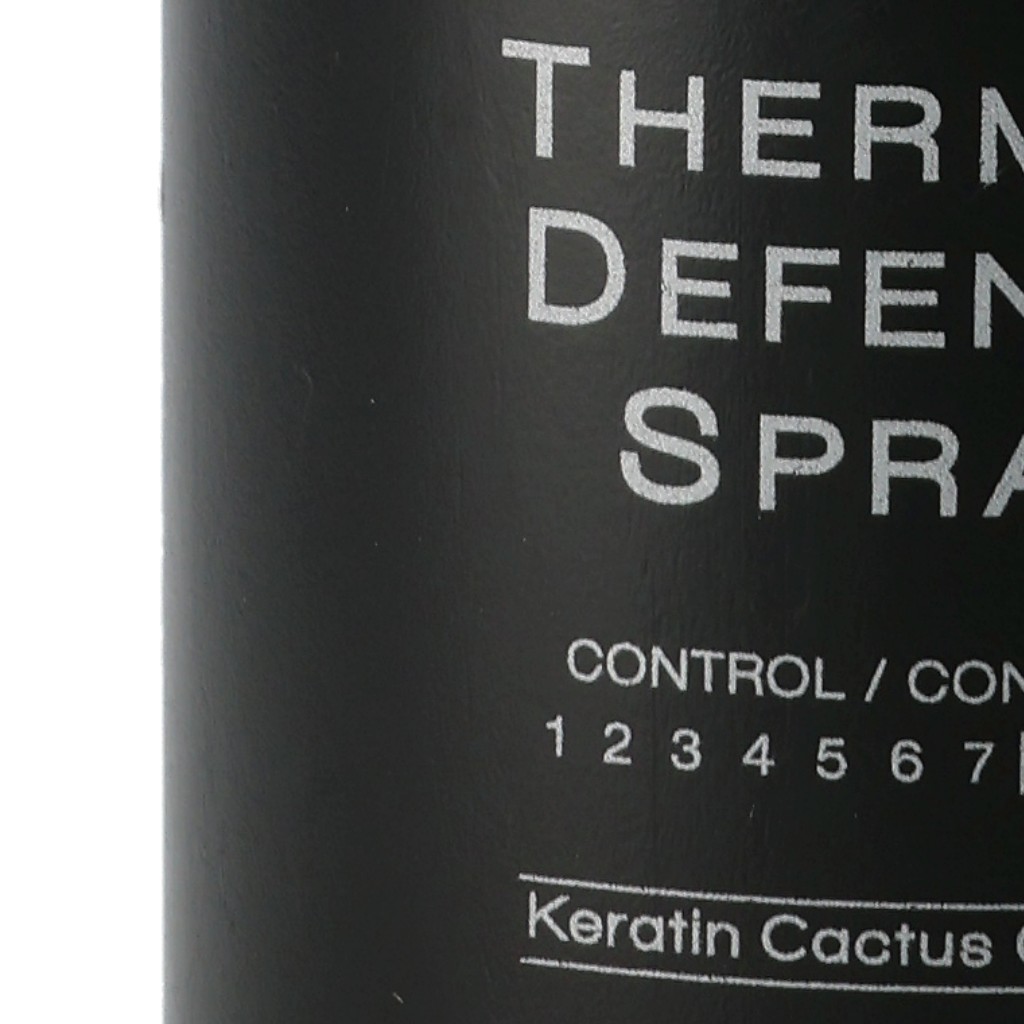 THERM
DEFEN
SPRA
CONTROL / CON
1 2 3 4 5 6 7
Keratin Cactus